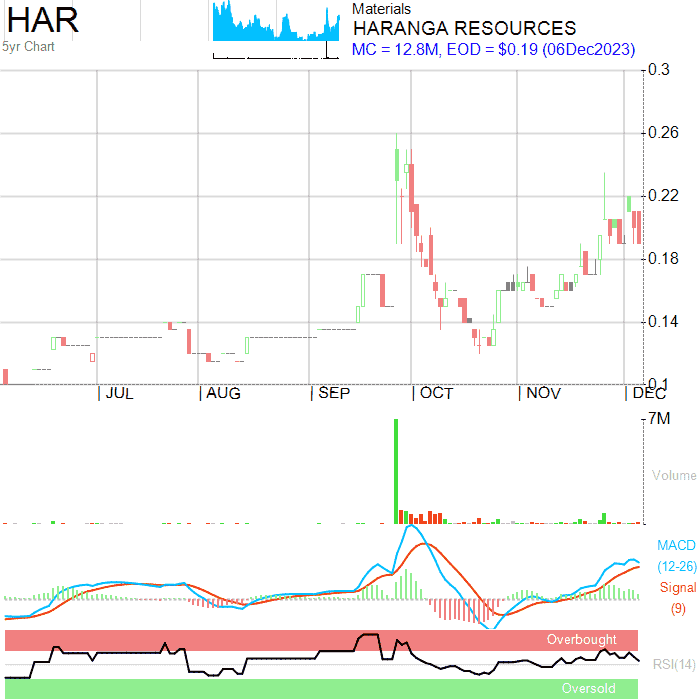 HAR
5yr Chart
Materials
HARANGA RESOURCES
MC = 12.8M, EOD = $0.19 (06Dec2023)
0.3
0.26
0.22
0.18
0.14
0.1
| JUL | AUG | SEP | OCT | NOV | DEC
7M
Volume
MACD
(12-26)
Signal
(9)
Overbought
RSI(14)
Oversold